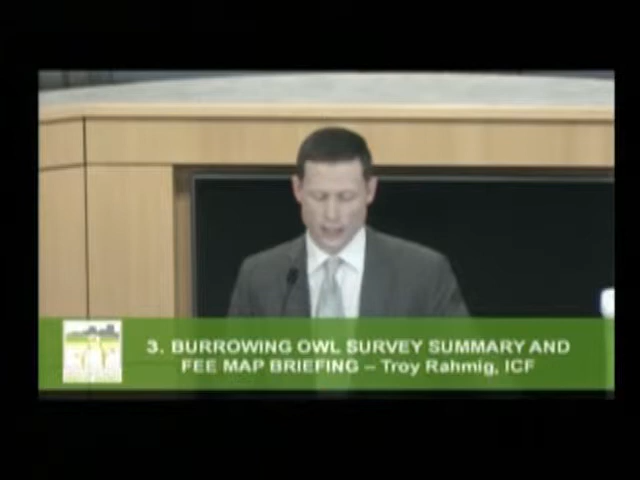 3. BURROWING OWL SURVEY SUMMARY AND
FEE MAP BRIEFING – Troy Rahmig, ICF